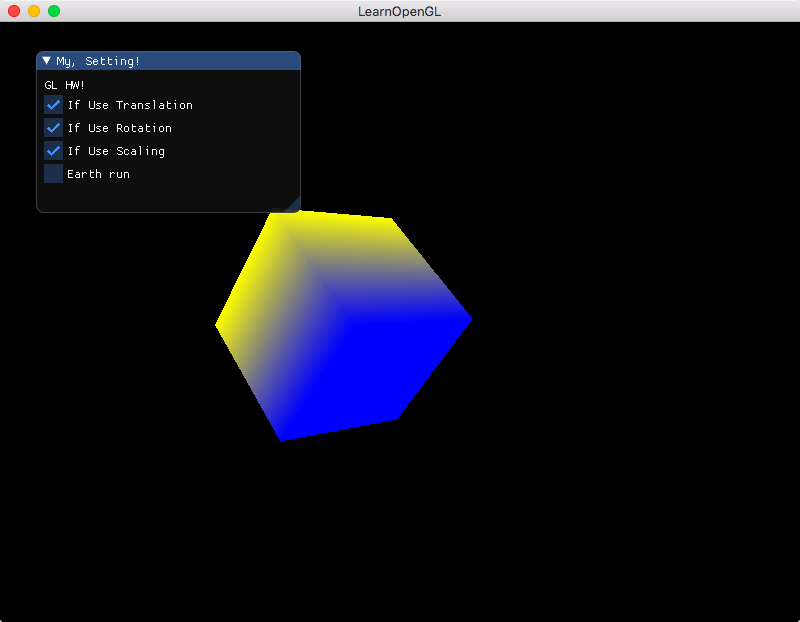 LearnOpenGL
My, Setting!
GL HW!
If Use Translation
If Use Rotation
If Use Scaling
Earth run